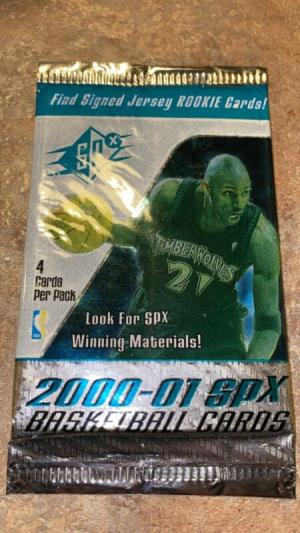 Find Signed Jersey ROOKIE Cards!
SPx
TIMBERWOLVES
21
4
Cards
Per Pack
Look For SPX
Winning Materials!
NBA
2000-01 SPX
BASKETBALL CARDS